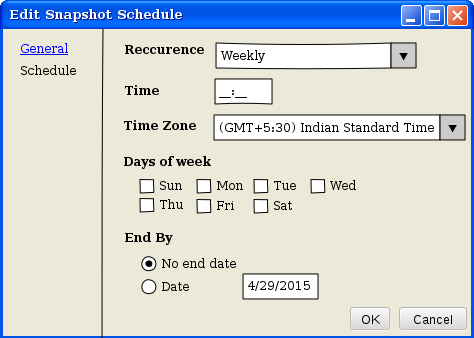 Edit Snapshot Schedule
General
Schedule
Reccurence
Weekly
Time
__:__
Time Zone
(GMT+5:30) Indian Standard Time
Days of week
Sun Mon Tue Wed
Thu Fri Sat
End By
No end date
Date 4/29/2015
OK Cancel